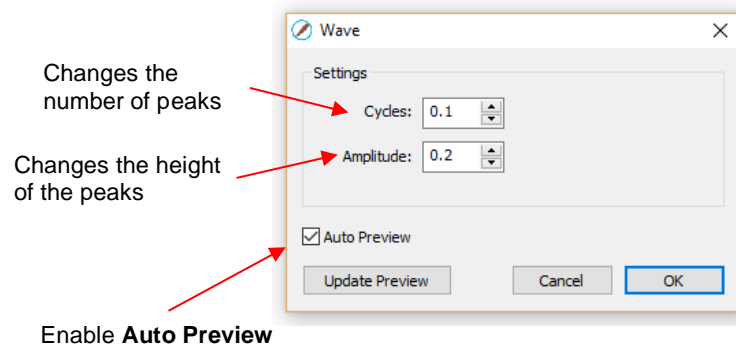 Wave
Settings
Changes the
number of peaks
Cycles: 0.1
Changes the height
of the peaks
Amplitude: 0.2
Auto Preview
Update Preview Cancel OK
Enable Auto Preview